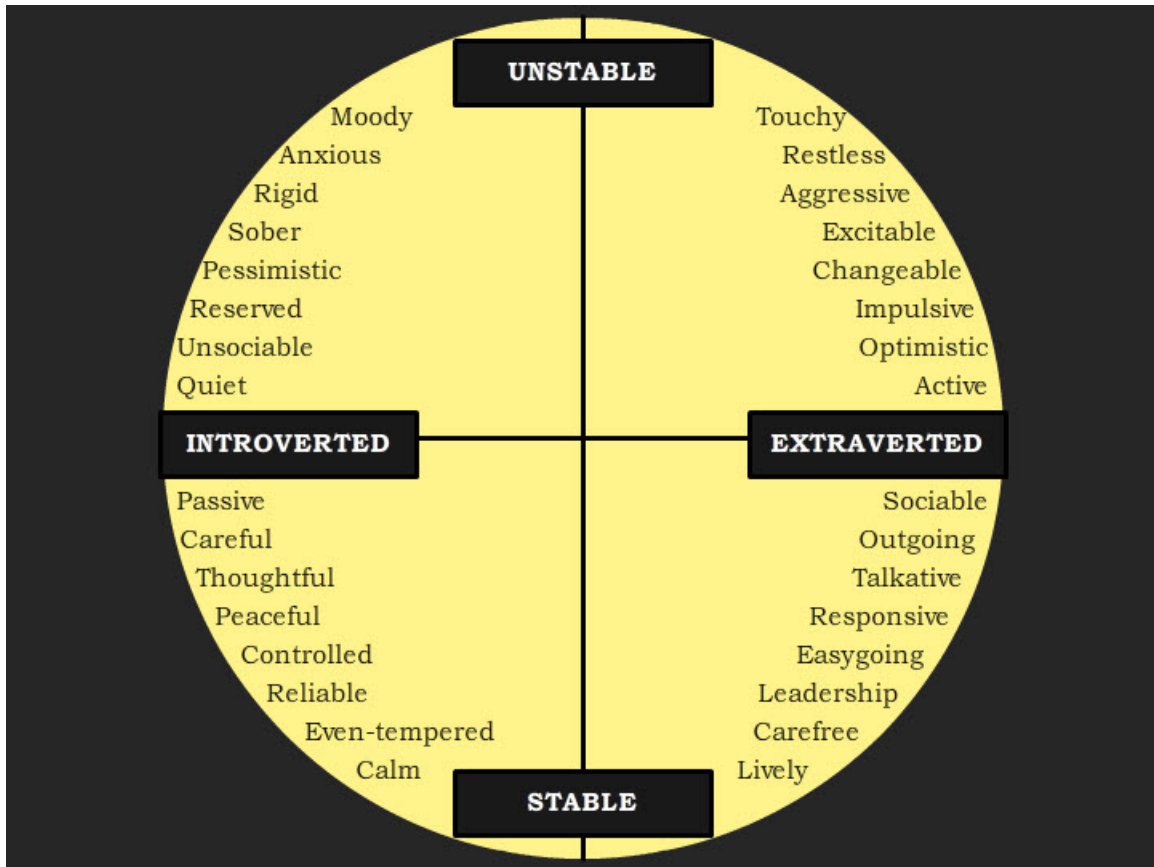 UNSTABLE
Moody
Anxious
Rigid
Sober
Pessimistic
Reserved
Unsociable
Quiet
Touchy
Restless
Aggressive
Excitable
Changeable
Impulsive
Optimistic
Active
INTROVERTED
EXTRAVERTED
Passive
Careful
Thoughtful
Peaceful
Controlled
Reliable
Even-tempered
Calm
Sociable
Outgoing
Talkative
Responsive
Easygoing
Leadership
Carefree
Lively
STABLE